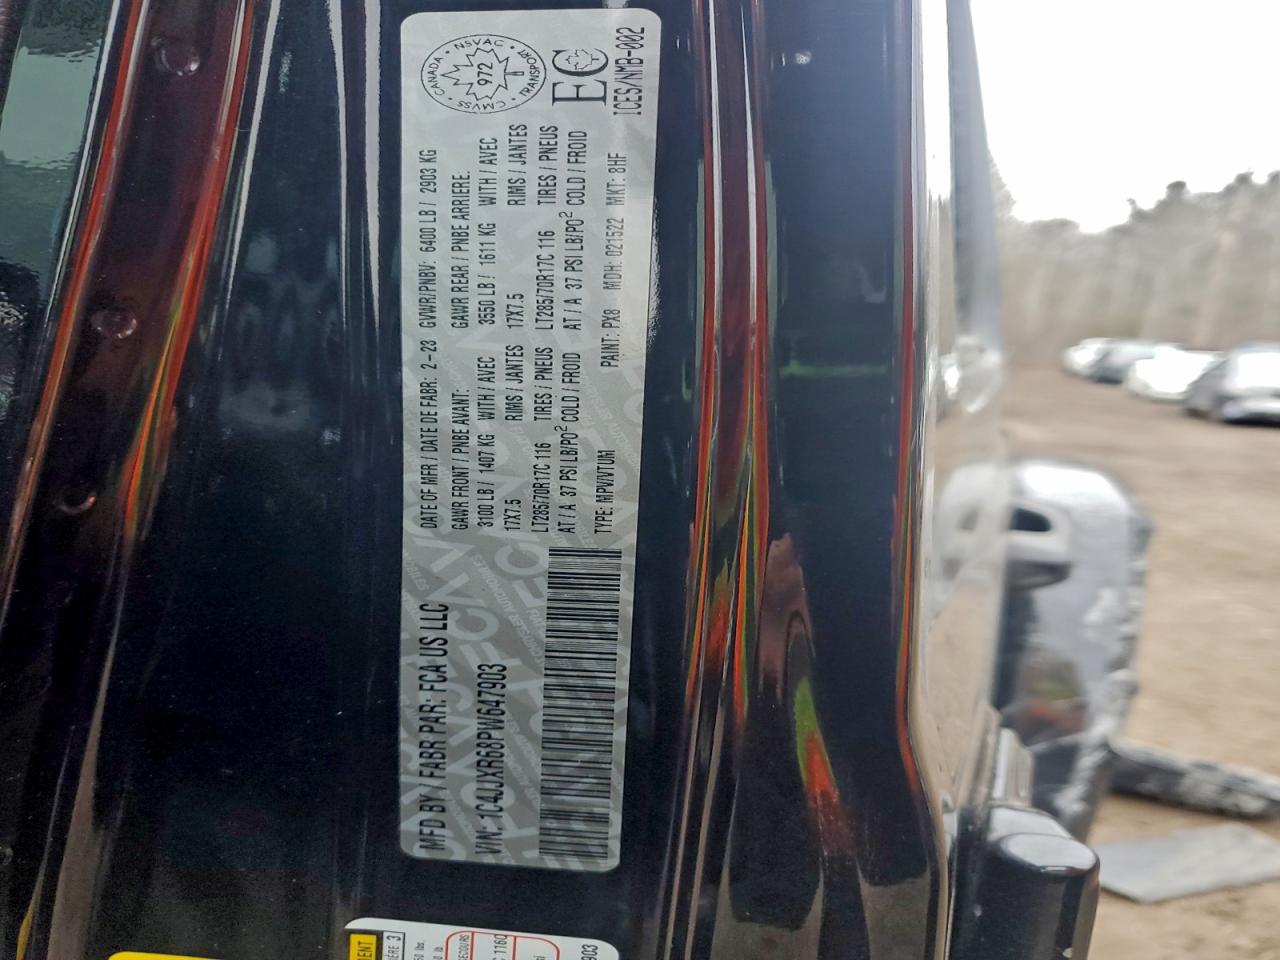 MFD BY / FABR PAR: FCA US LLC
DATE OF MFR / DATE DE FABR: 2-23 GVWR/PNBV: 6400 LB / 2903 KG
GAWR FRONT / PNBE AVANT: GAWR REAR / PNBE ARRIERE.
3100 LB / 1407 KG WITH / AVEC 3550 LB / 1611 KG WITH / AVEC
17X7.5 RIMS / JANTES 17X7.5 RIMS / JANTES
LT285/70R17C 116 TIRES / PNEUS LT285/70R17C 116 TIRES / PNEUS
AT / A 37 PSI LB/PO² COLD / FROID AT / A 37 PSI LB/PO² COLD / FROID
VIN: 1C4JJXR68PW647903
TYPE: MPV/VTUM PAINT: PX8 MDH: 021522 MKT: 8HF
CANADA · NSVAC · TRANSPORT · CMVSS
972
EC
ICES/NMB-002
903